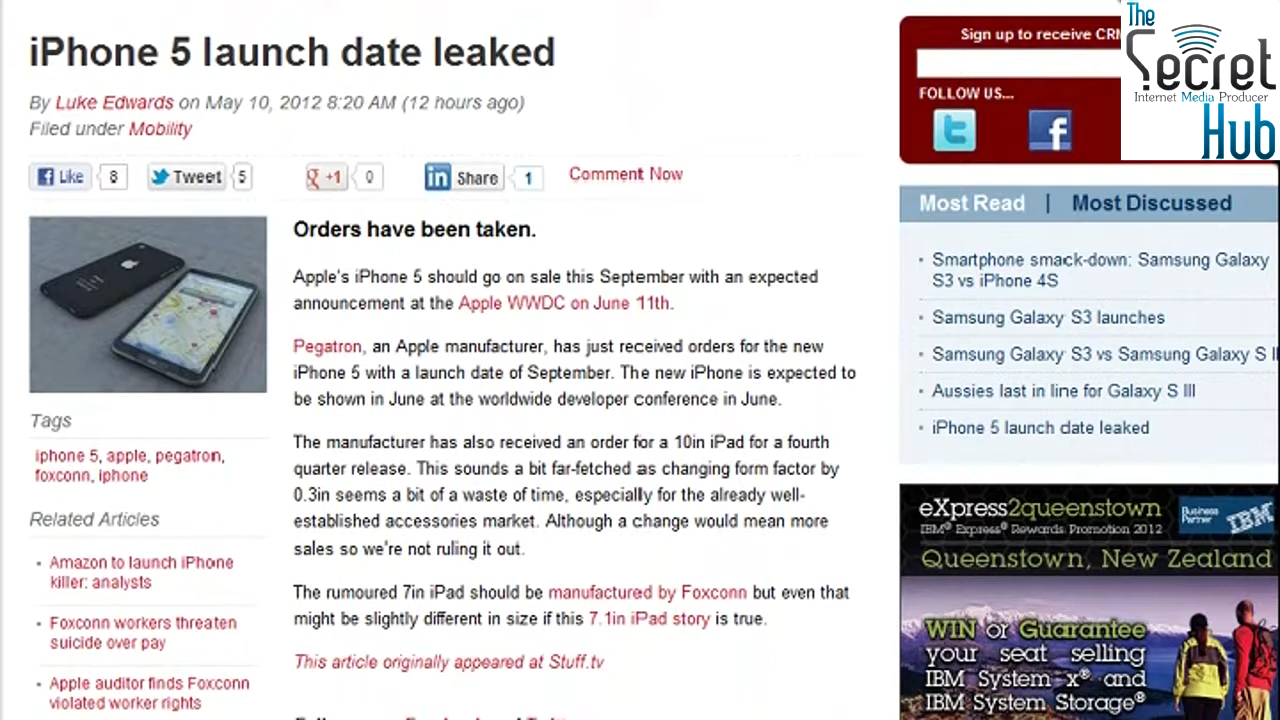 iPhone 5 launch date leaked
By Luke Edwards on May 10, 2012 8:20 AM (12 hours ago)
Filed under Mobility
Like 8 Tweet 5 +1 0 Share 1 Comment Now
Orders have been taken.
Apple's iPhone 5 should go on sale this September with an expected
announcement at the Apple WWDC on June 11th.
Pegatron, an Apple manufacturer, has just received orders for the new
iPhone 5 with a launch date of September. The new iPhone is expected to
be shown in June at the worldwide developer conference in June.
The manufacturer has also received an order for a 10in iPad for a fourth
quarter release. This sounds a bit far-fetched as changing form factor by
0.3in seems a bit of a waste of time, especially for the already well-
established accessories market. Although a change would mean more
sales so we're not ruling it out.
The rumoured 7in iPad should be manufactured by Foxconn but even that
might be slightly different in size if this 7.1in iPad story is true.
This article originally appeared at Stuff.tv
Tags
iphone 5, apple, pegatron,
foxconn, iphone
Related Articles
Amazon to launch iPhone
killer: analysts
Foxconn workers threaten
suicide over pay
Apple auditor finds Foxconn
violated worker rights
Sign up to receive CRN
FOLLOW US...
The
Secret
Internet Media Producer
Hub
Most Read | Most Discussed
Smartphone smack-down: Samsung Galaxy
S3 vs iPhone 4S
Samsung Galaxy S3 launches
Samsung Galaxy S3 vs Samsung Galaxy S II
Aussies last in line for Galaxy S III
iPhone 5 launch date leaked
eXpress2queenstown
IBM® Express® Rewards Promotion 2012
Business
Partner
IBM
Queenstown, New Zealand
WIN or Guarantee
your seat selling
IBM System x® and
IBM System Storage®